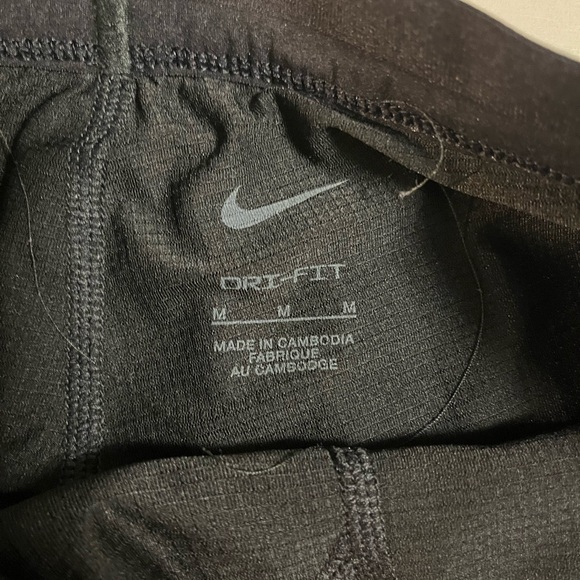 DRI-FIT
M M M
MADE IN CAMBODIA
FABRIQUE
AU CAMBODGE